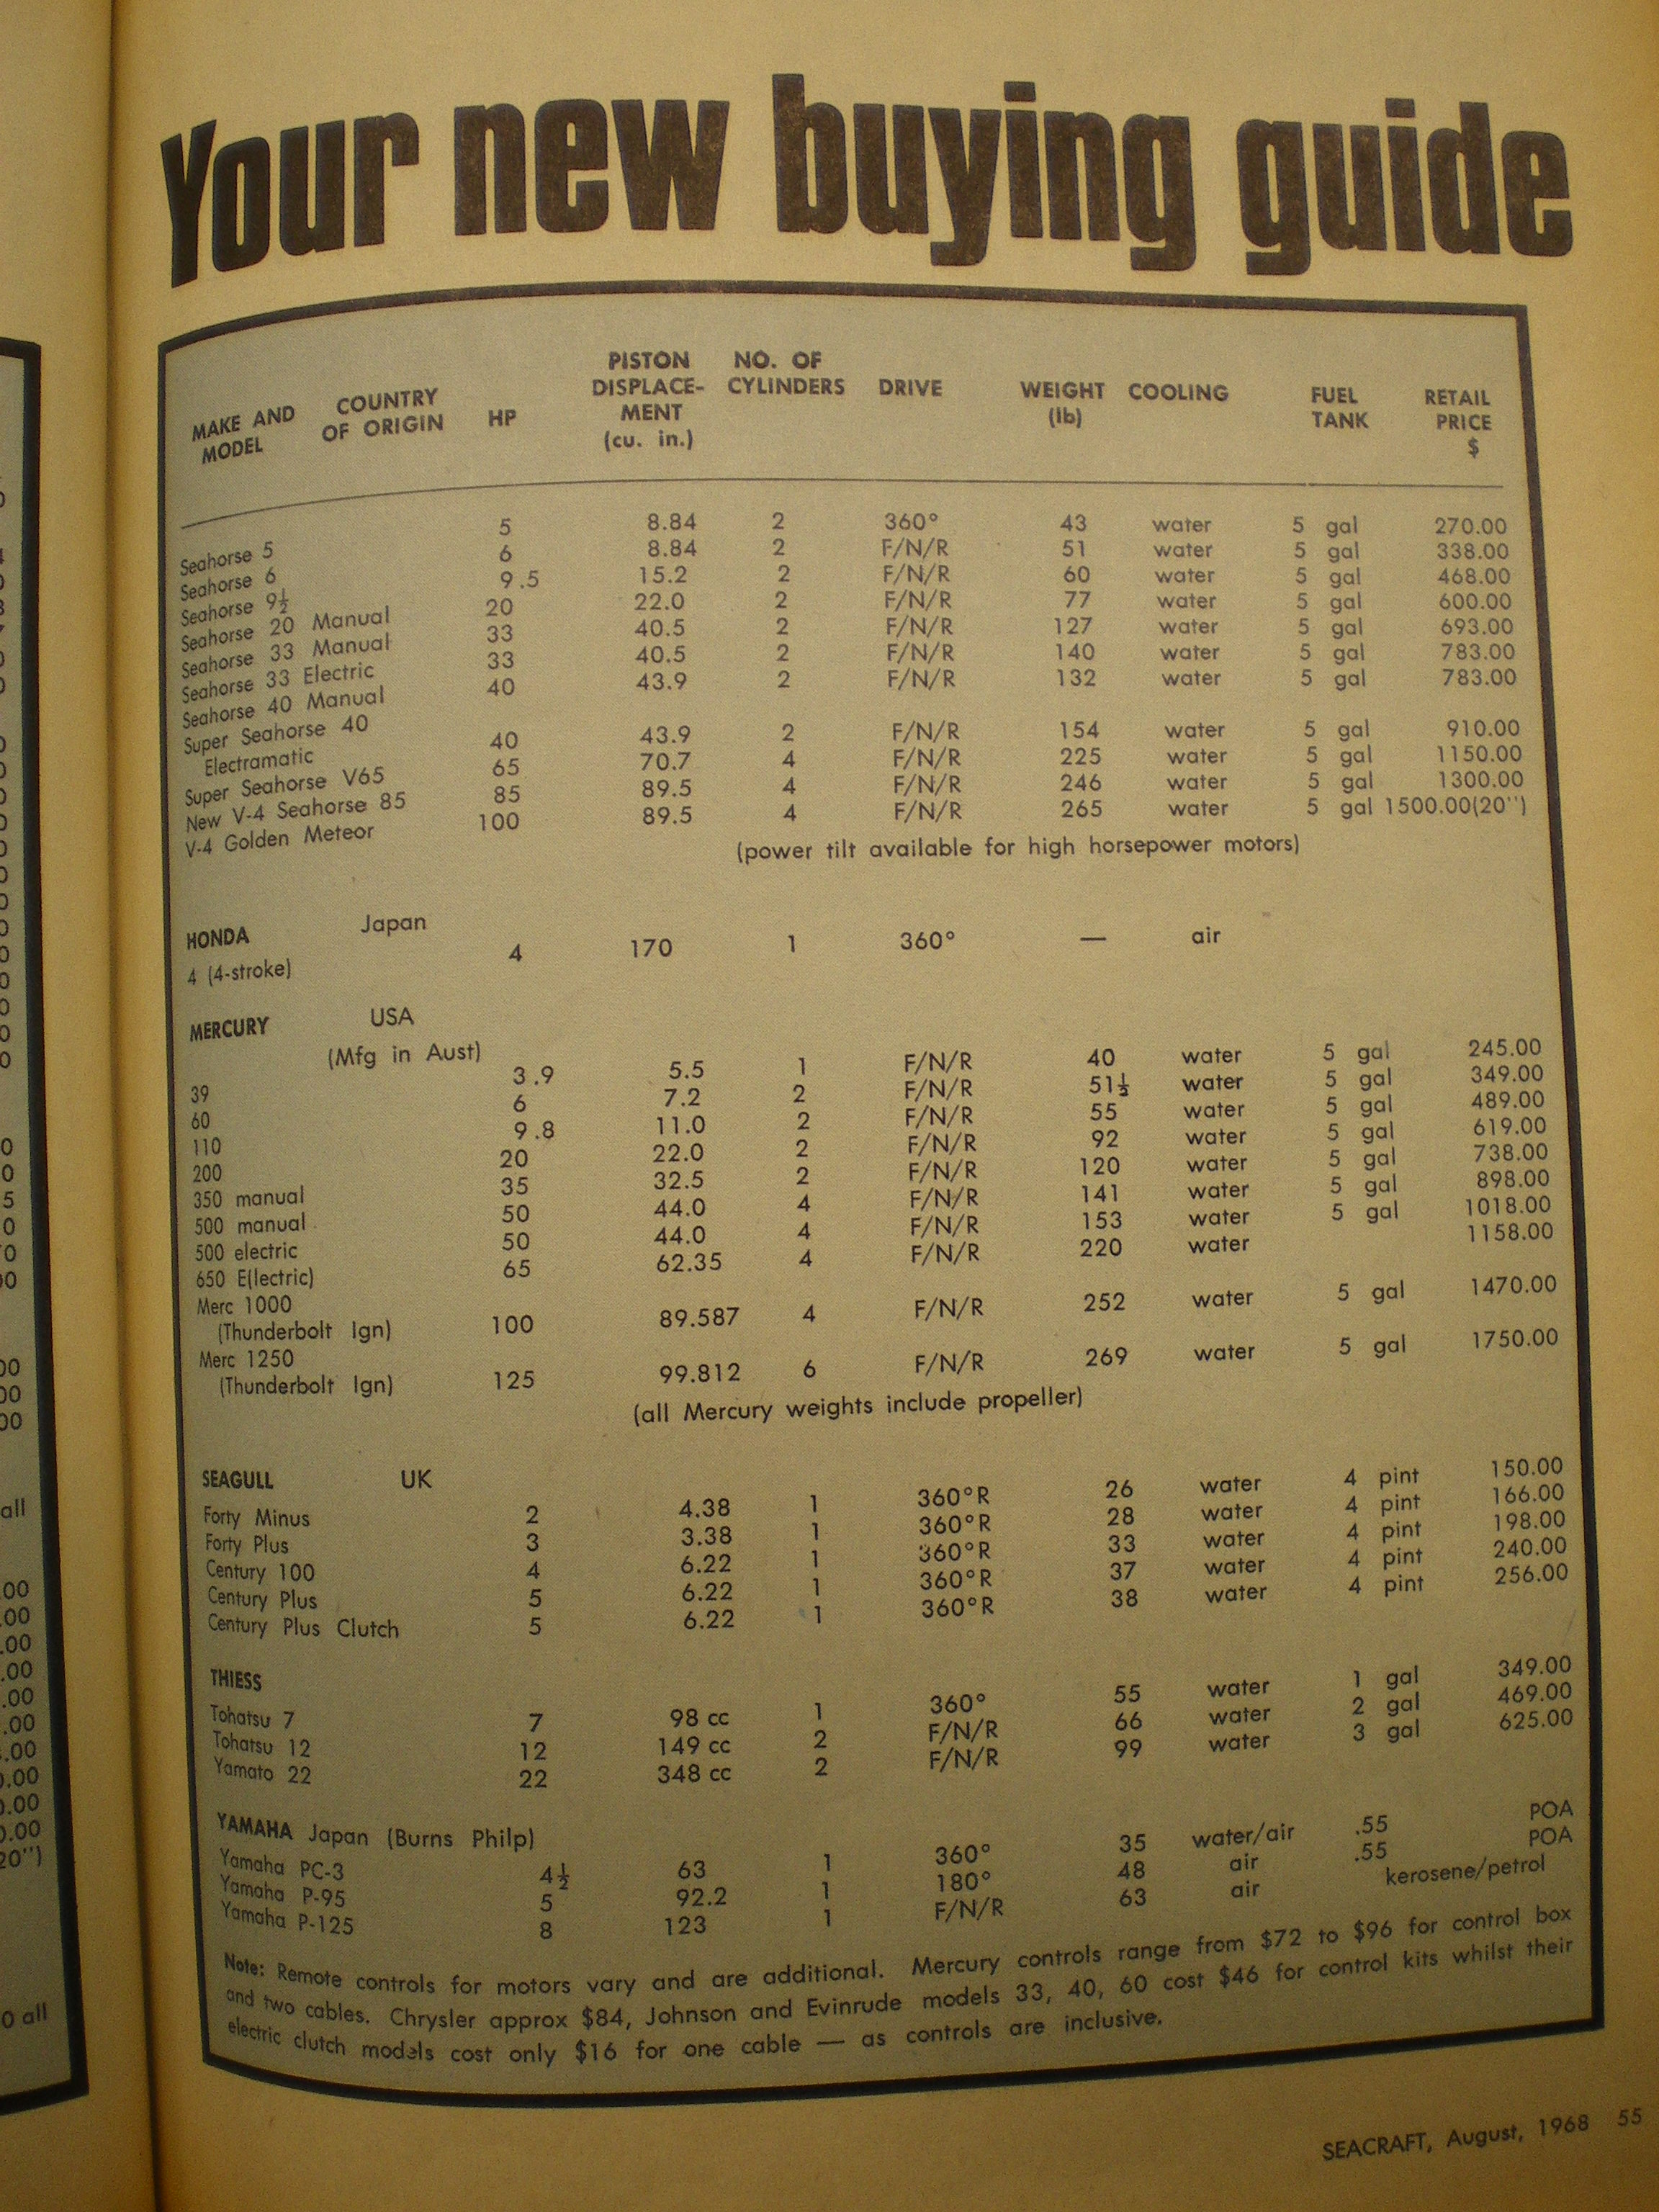 Your new buying guide
MAKE AND MODEL COUNTRY OF ORIGIN HP PISTON DISPLACE-MENT (cu. in.) NO. OF CYLINDERS DRIVE WEIGHT (lb) COOLING FUEL TANK RETAIL PRICE $
Seahorse 5 5 8.84 2 360° 43 water 5 gal 270.00
Seahorse 6 6 8.84 2 F/N/R 51 water 5 gal 338.00
Seahorse 9½ 9.5 15.2 2 F/N/R 60 water 5 gal 468.00
Seahorse 20 Manual 20 22.0 2 F/N/R 77 water 5 gal 600.00
Seahorse 33 Manual 33 40.5 2 F/N/R 127 water 5 gal 693.00
Seahorse 33 Electric 33 40.5 2 F/N/R 140 water 5 gal 783.00
Seahorse 40 Manual 40 43.9 2 F/N/R 132 water 5 gal 783.00
Super Seahorse 40
Electramatic 40 43.9 2 F/N/R 154 water 5 gal 910.00
Super Seahorse V65 65 70.7 4 F/N/R 225 water 5 gal 1150.00
New V-4 Seahorse 85 85 89.5 4 F/N/R 246 water 5 gal 1300.00
V-4 Golden Meteor 100 89.5 4 F/N/R 265 water 5 gal 1500.00(20'')
(power tilt available for high horsepower motors)
HONDA Japan
4 (4-stroke) 4 170 1 360° — air
MERCURY USA
(Mfg in Aust)
39 3.9 5.5 1 F/N/R 40 water 5 gal 245.00
60 6 7.2 2 F/N/R 51½ water 5 gal 349.00
110 9.8 11.0 2 F/N/R 55 water 5 gal 489.00
200 20 22.0 2 F/N/R 92 water 5 gal 619.00
350 manual 35 32.5 2 F/N/R 120 water 5 gal 738.00
500 manual 50 44.0 4 F/N/R 141 water 5 gal 898.00
500 electric 50 44.0 4 F/N/R 153 water 5 gal 1018.00
650 E(lectric) 65 62.35 4 F/N/R 220 water 1158.00
Merc 1000
(Thunderbolt Ign) 100 89.587 4 F/N/R 252 water 5 gal 1470.00
Merc 1250
(Thunderbolt Ign) 125 99.812 6 F/N/R 269 water 5 gal 1750.00
(all Mercury weights include propeller)
SEAGULL UK
Forty Minus 2 4.38 1 360°R 26 water 4 pint 150.00
Forty Plus 3 3.38 1 360°R 28 water 4 pint 166.00
Century 100 4 6.22 1 360°R 33 water 4 pint 198.00
Century Plus 5 6.22 1 360°R 37 water 4 pint 240.00
Century Plus Clutch 5 6.22 1 360°R 38 water 4 pint 256.00
THIESS
Tohatsu 7 7 98 cc 1 360° 55 water 1 gal 349.00
Tohatsu 12 12 149 cc 2 F/N/R 66 water 2 gal 469.00
Yamato 22 22 348 cc 2 F/N/R 99 water 3 gal 625.00
YAMAHA Japan (Burns Philp)
Yamaha PC-3 4½ 63 1 360° 35 water/air .55 POA
Yamaha P-95 5 92.2 1 180° 48 air .55 POA
Yamaha P-125 8 123 1 F/N/R 63 air kerosene/petrol
Note: Remote controls for motors vary and are additional. Mercury controls range from $72 to $96 for control box
and two cables. Chrysler approx $84, Johnson and Evinrude models 33, 40, 60 cost $46 for control kits whilst their
electric clutch models cost only $16 for one cable — as controls are inclusive.
SEACRAFT, August, 1968 55